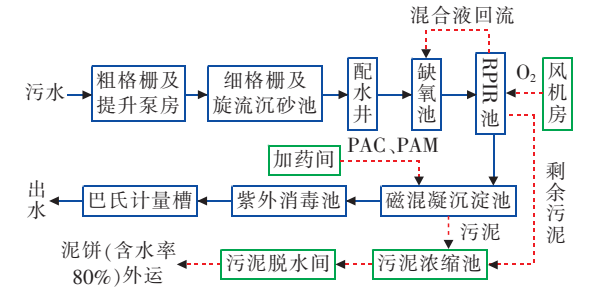 混合液回流
污水
粗格栅及
提升泵房
细格栅及
旋流沉砂池
配水井
缺氧池
RPIR池
O₂
风机房
PAC、PAM
加药间
剩余污泥
出水
巴氏计量槽
紫外消毒池
磁混凝沉淀池
污泥
泥饼(含水率
80%)外运
污泥脱水间
污泥浓缩池